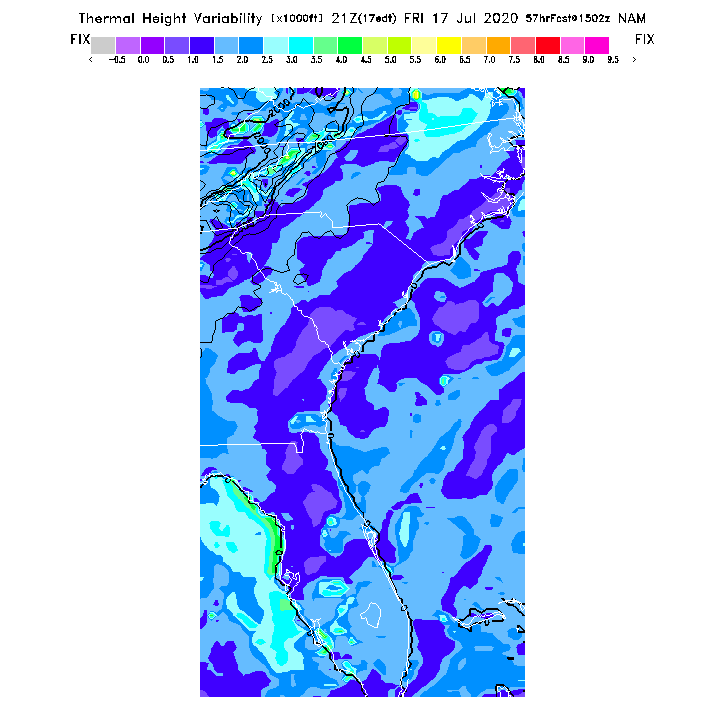 Thermal Height Variability [x1000ft] 21Z(17edt) FRI 17 Jul 2020 57hrFcst@1502z NAM
FIX FIX
< -0.5 0.0 0.5 1.0 1.5 2.0 2.5 3.0 3.5 4.0 4.5 5.0 5.5 6.0 6.5 7.0 7.5 8.0 8.5 9.0 9.5 >